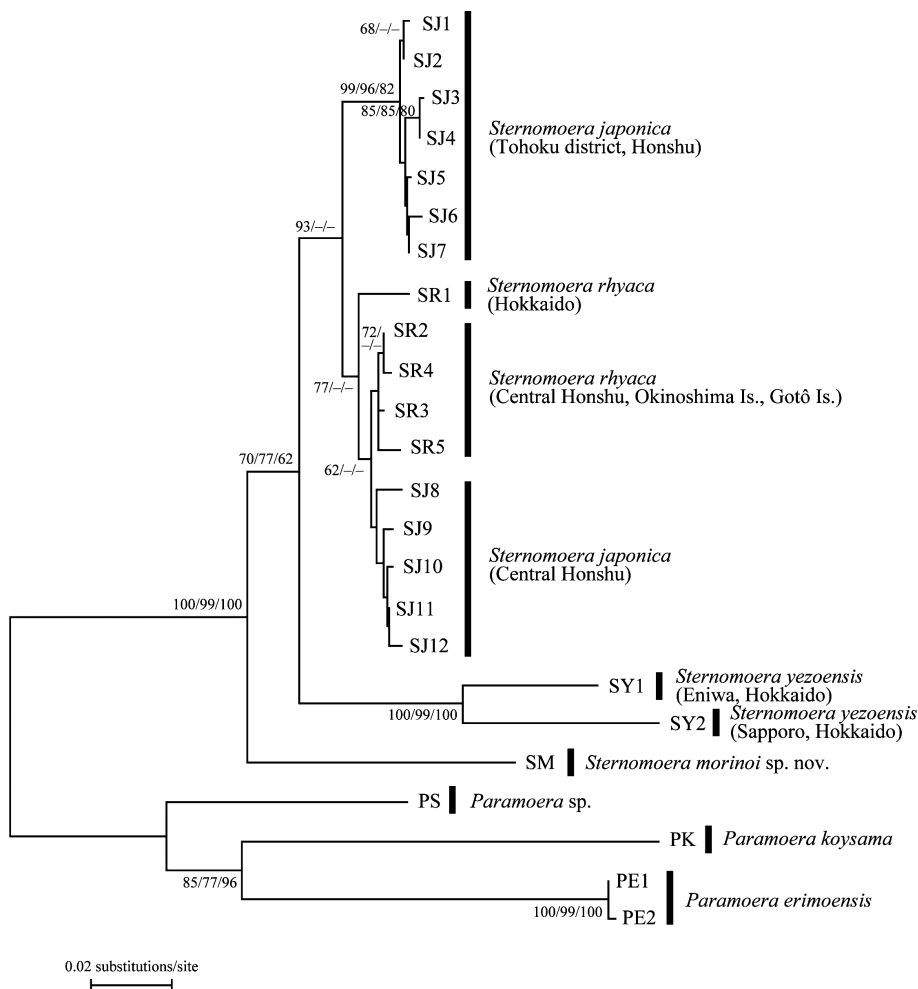 68/–/–
SJ1
SJ2
99/96/82
85/85/80
SJ3
SJ4
Sternomoera japonica
(Tohoku district, Honshu)
SJ5
SJ6
SJ7
93/–/–
SR1
Sternomoera rhyaca
(Hokkaido)
72/
–/–
SR2
SR4
77/–/–
Sternomoera rhyaca
(Central Honshu, Okinoshima Is., Gotô Is.)
SR3
SR5
70/77/62
62/–/–
SJ8
SJ9
SJ10
Sternomoera japonica
(Central Honshu)
SJ11
SJ12
100/99/100
SY1
Sternomoera yezoensis
(Eniwa, Hokkaido)
100/99/100
SY2
Sternomoera yezoensis
(Sapporo, Hokkaido)
SM
Sternomoera morinoi sp. nov.
PS
Paramoera sp.
PK
Paramoera koysama
85/77/96
PE1
Paramoera erimoensis
100/99/100
PE2
0.02 substitutions/site